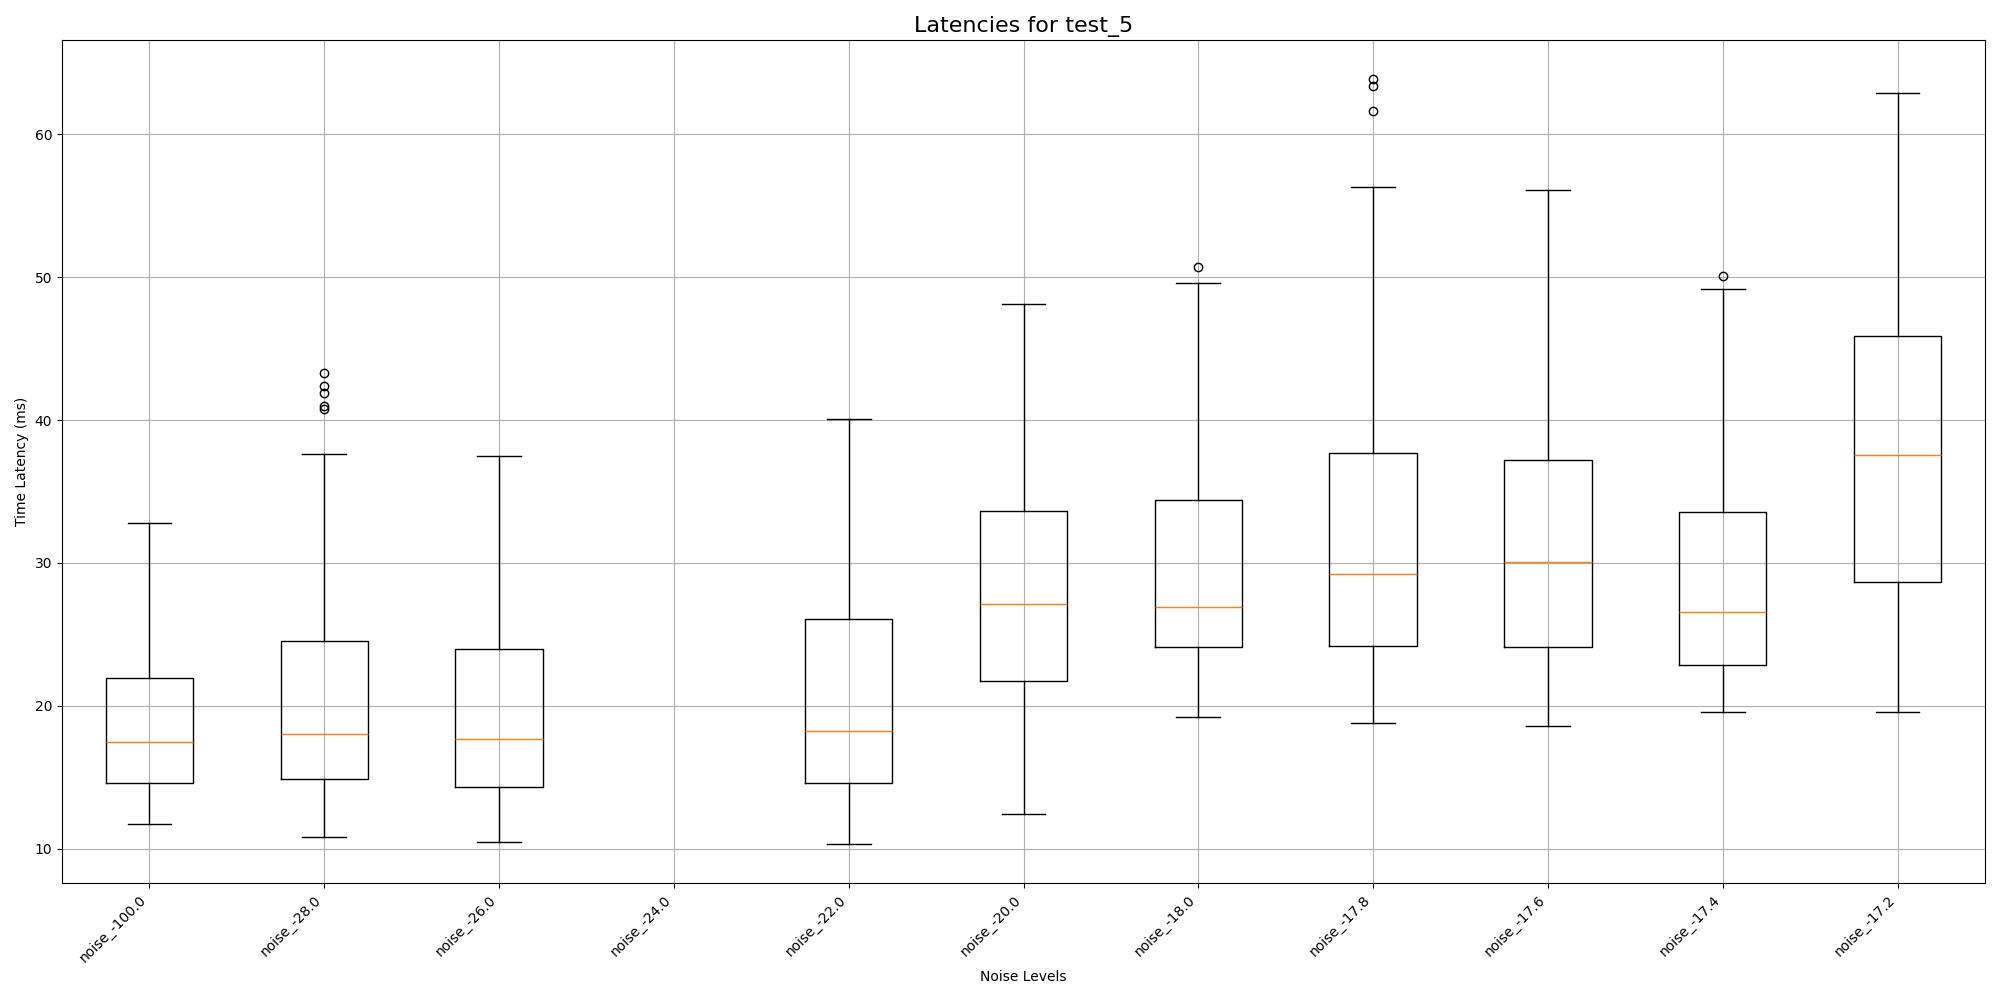 Latencies for test_5
Time Latency (ms)
60
50
40
30
20
10
noise_-100.0
noise_-28.0
noise_-26.0
noise_-24.0
noise_-22.0
noise_-20.0
noise_-18.0
noise_-17.8
noise_-17.6
noise_-17.4
noise_-17.2
Noise Levels